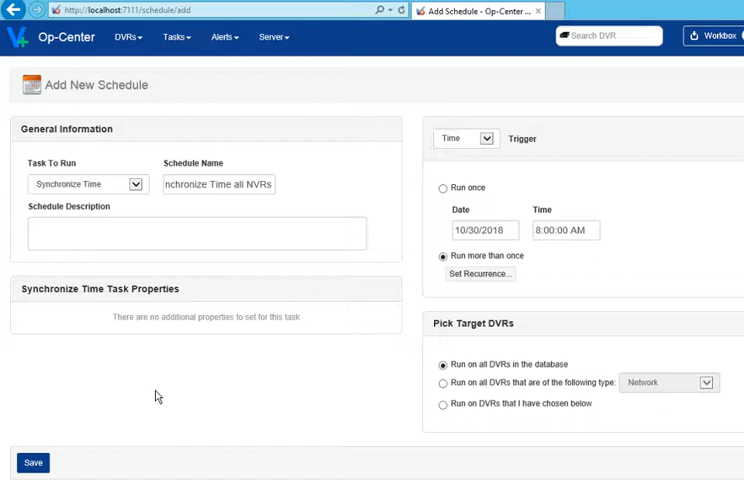 http://localhost:7111/schedule/add
Add Schedule - Op-Center ...
Op-Center
DVRs
Tasks
Alerts
Server
Search DVR
Workbox
Add New Schedule
General Information
Task To Run
Schedule Name
Synchronize Time
nchronize Time all NVRs
Schedule Description
Synchronize Time Task Properties
There are no additional properties to set for this task
Save
Time
Trigger
Run once
Date
Time
10/30/2018
8:00:00 AM
Run more than once
Set Recurrence...
Pick Target DVRs
Run on all DVRs in the database
Run on all DVRs that are of the following type:
Network
Run on DVRs that I have chosen below